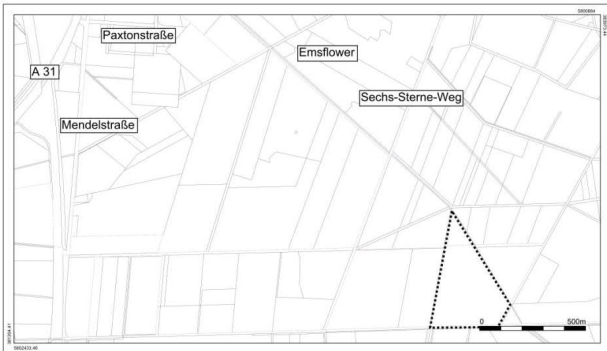 Paxtonstraße
Emsflower
A 31
Sechs-Sterne-Weg
Mendelstraße
0 500m